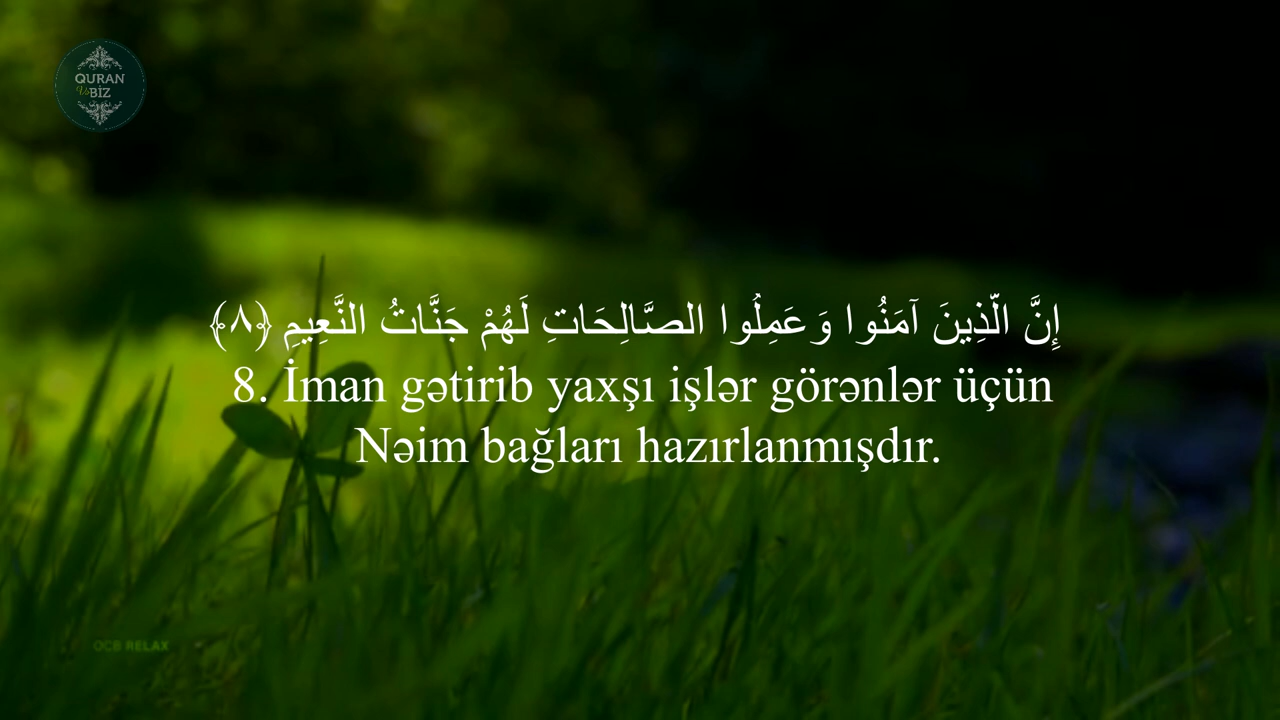 QURAN
Və BİZ
إِنَّ الَّذِينَ آمَنُوا وَعَمِلُوا الصَّالِحَاتِ لَهُمْ جَنَّاتُ النَّعِيمِ ﴿٨﴾
8. İman gətirib yaxşı işlər görənlər üçün
Nəim bağları hazırlanmışdır.
OCB RELAX